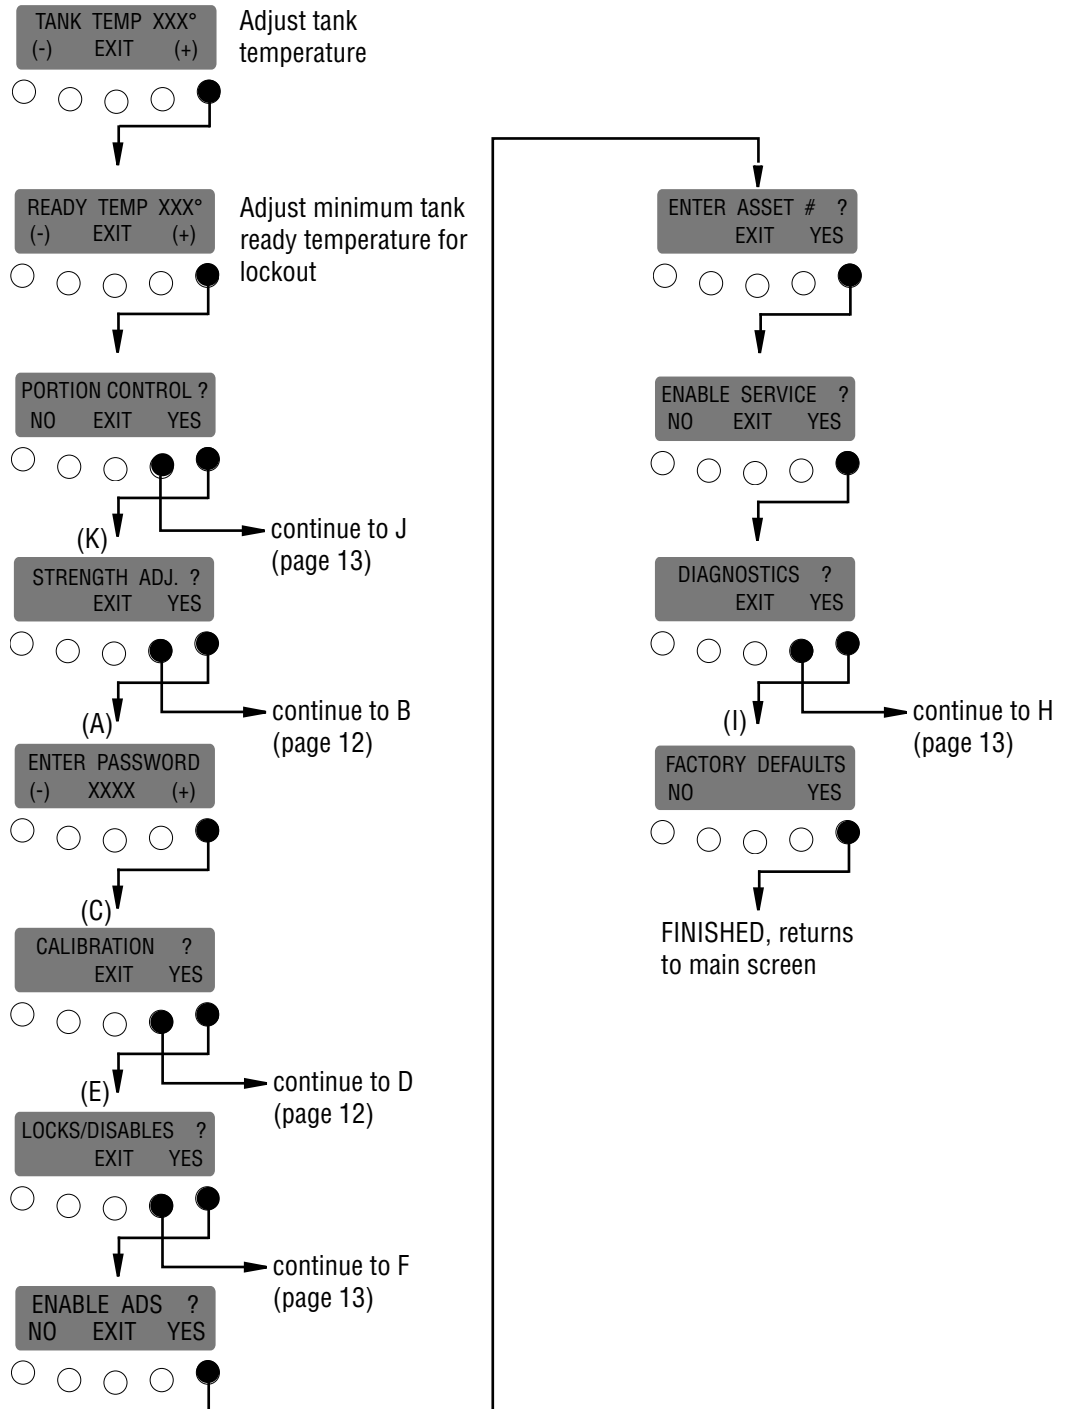 TANK TEMP XXX°
(-) EXIT (+)
Adjust tank
temperature
READY TEMP XXX°
(-) EXIT (+)
Adjust minimum tank
ready temperature for
lockout
PORTION CONTROL ?
NO EXIT YES
(K)
continue to J
(page 13)
STRENGTH ADJ. ?
EXIT YES
(A)
continue to B
(page 12)
ENTER PASSWORD
(-) XXXX (+)
(C)
CALIBRATION ?
EXIT YES
(E)
continue to D
(page 12)
LOCKS/DISABLES ?
EXIT YES
continue to F
(page 13)
ENABLE ADS ?
NO EXIT YES
ENTER ASSET # ?
EXIT YES
ENABLE SERVICE ?
NO EXIT YES
DIAGNOSTICS ?
EXIT YES
(I)
continue to H
(page 13)
FACTORY DEFAULTS
NO YES
FINISHED, returns
to main screen